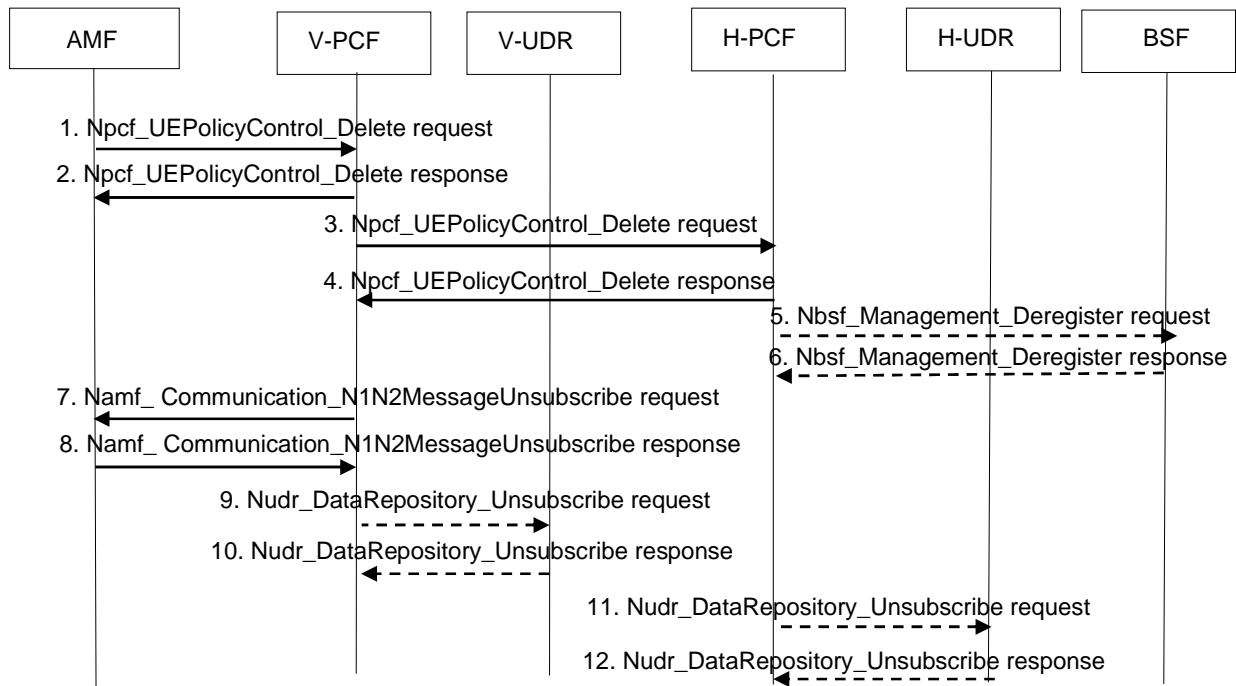 AMF
V-PCF
V-UDR
H-PCF
H-UDR
BSF
1. Npcf_UEPolicyControl_Delete request
2. Npcf_UEPolicyControl_Delete response
3. Npcf_UEPolicyControl_Delete request
4. Npcf_UEPolicyControl_Delete response
5. Nbsf_Management_Deregister request
6. Nbsf_Management_Deregister response
7. Namf_ Communication_N1N2MessageUnsubscribe request
8. Namf_ Communication_N1N2MessageUnsubscribe response
9. Nudr_DataRepository_Unsubscribe request
10. Nudr_DataRepository_Unsubscribe response
11. Nudr_DataRepository_Unsubscribe request
12. Nudr_DataRepository_Unsubscribe response